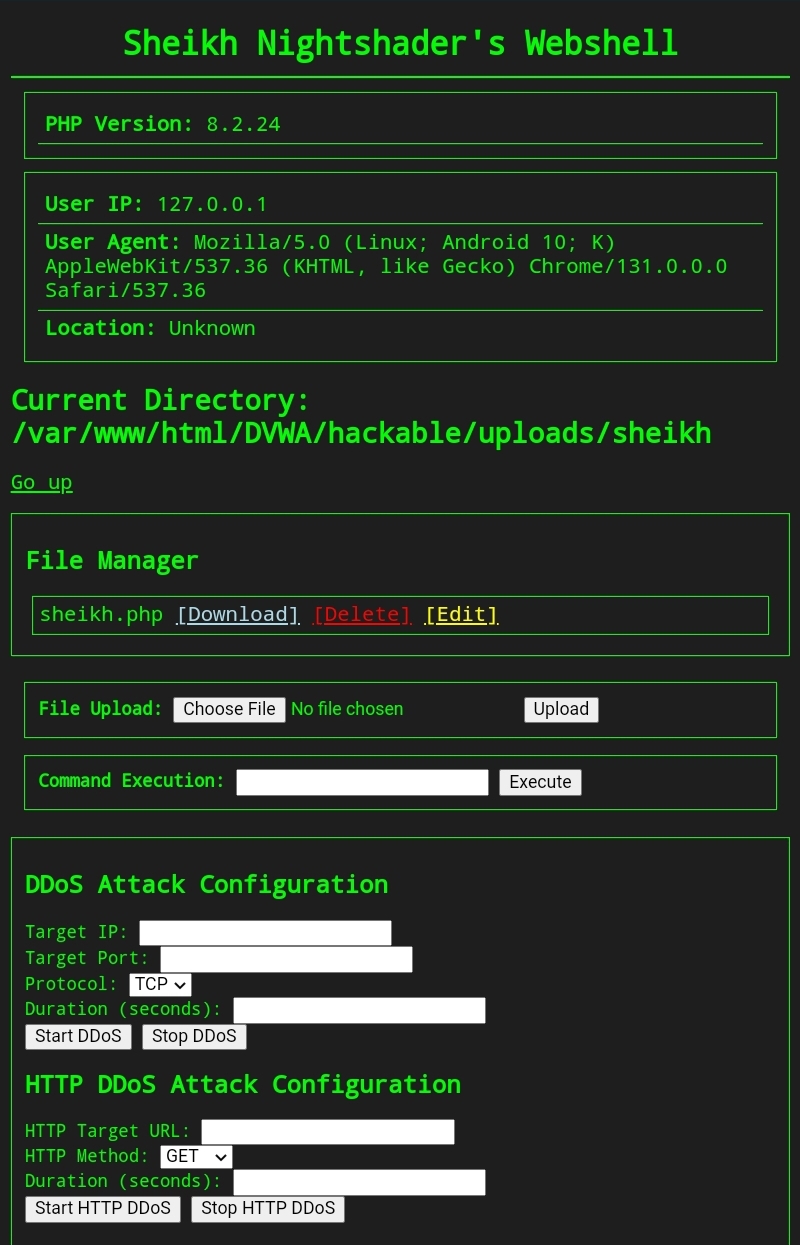 Sheikh Nightshader's Webshell
PHP Version: 8.2.24
User IP: 127.0.0.1
User Agent: Mozilla/5.0 (Linux; Android 10; K)
AppleWebKit/537.36 (KHTML, like Gecko) Chrome/131.0.0.0
Safari/537.36
Location: Unknown
Current Directory:
/var/www/html/DVWA/hackable/uploads/sheikh
Go up
File Manager
sheikh.php [Download] [Delete] [Edit]
File Upload: Choose File No file chosen Upload
Command Execution: Execute
DDoS Attack Configuration
Target IP:
Target Port:
Protocol: TCP
Duration (seconds):
Start DDoS Stop DDoS
HTTP DDoS Attack Configuration
HTTP Target URL:
HTTP Method: GET
Duration (seconds):
Start HTTP DDoS Stop HTTP DDoS